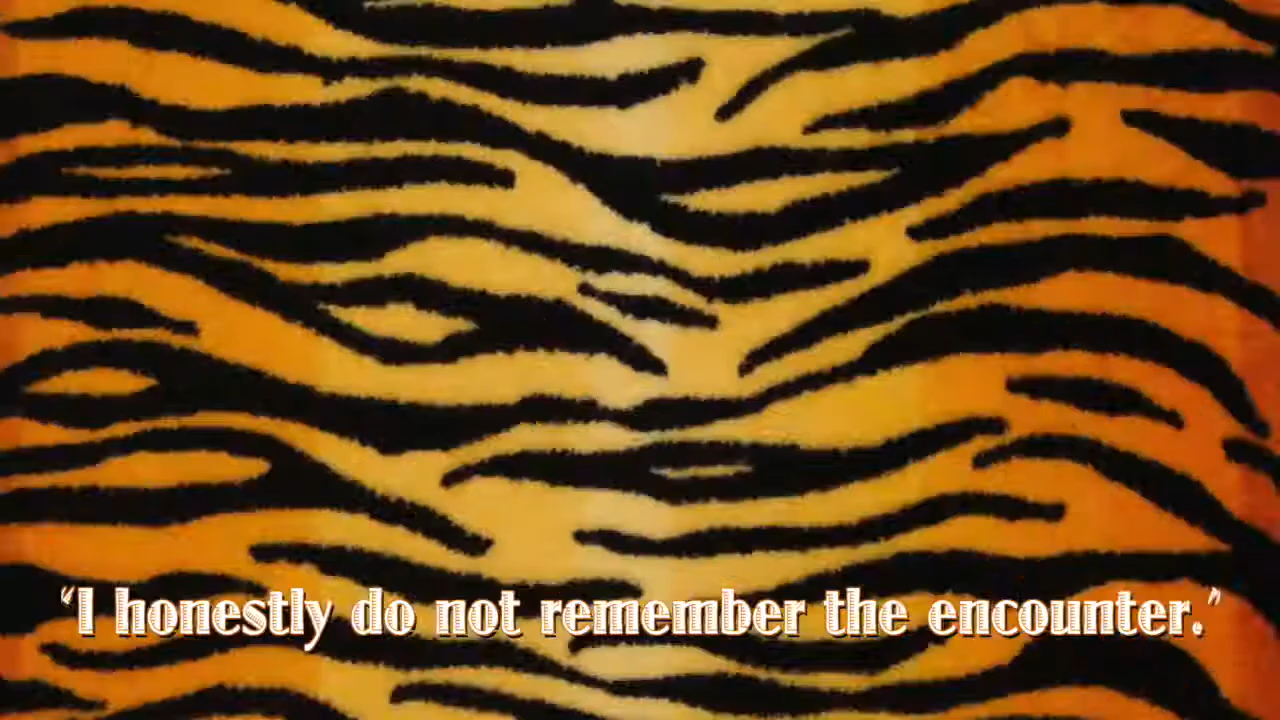 “I honestly do not remember the encounter.”